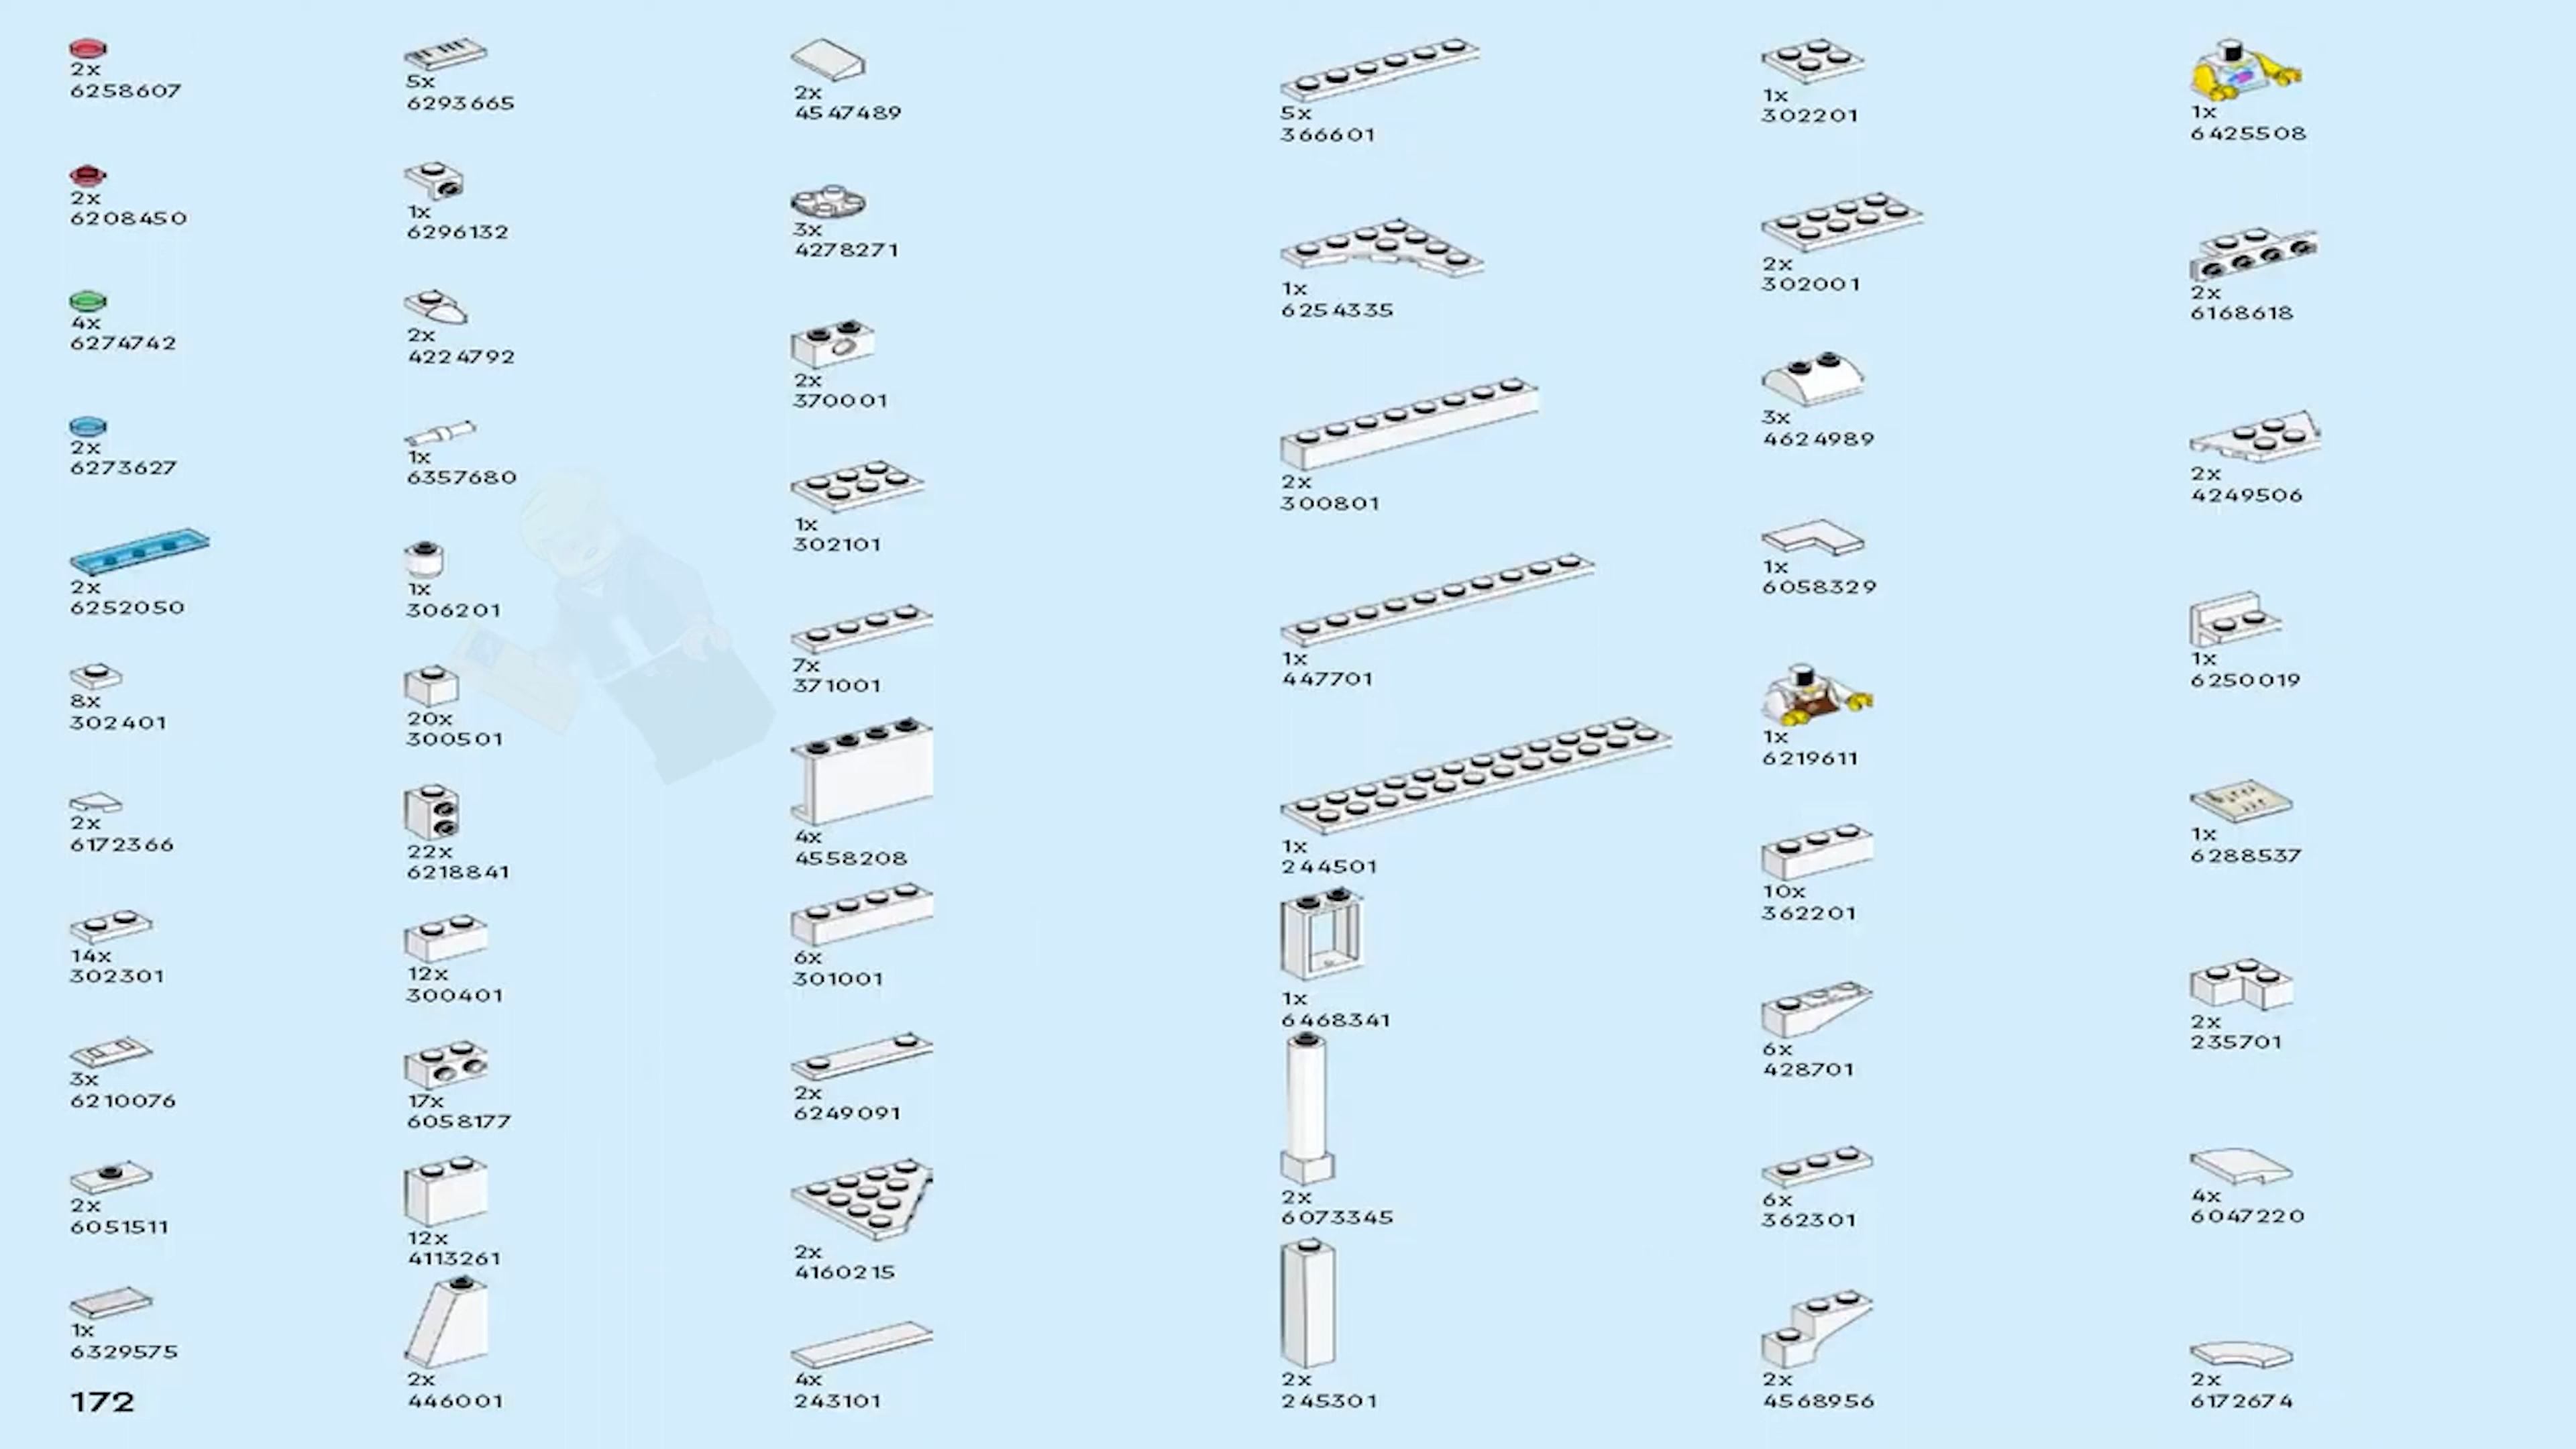 2x
6258607
2x
6208450
4x
6274742
2x
6273627
2x
6252050
8x
302401
2x
6172366
14x
302301
3x
6210076
2x
6051511
1x
6329575
172
5x
6293665
1x
6296132
2x
4224792
1x
6357680
1x
306201
20x
300501
22x
6218841
12x
300401
17x
6058177
12x
4113261
2x
446001
2x
4547489
3x
4278271
2x
370001
1x
302101
7x
371001
4x
4558208
6x
301001
2x
6249091
2x
4160215
4x
243101
5x
366601
1x
6254335
2x
300801
1x
447701
1x
244501
1x
6468341
2x
6073345
2x
245301
1x
302201
2x
302001
3x
4624989
1x
6058329
1x
6219611
10x
362201
6x
428701
6x
362301
2x
4568956
1x
6425508
2x
6168618
2x
4249506
1x
6250019
1x
6288537
2x
235701
4x
6047220
2x
6172674